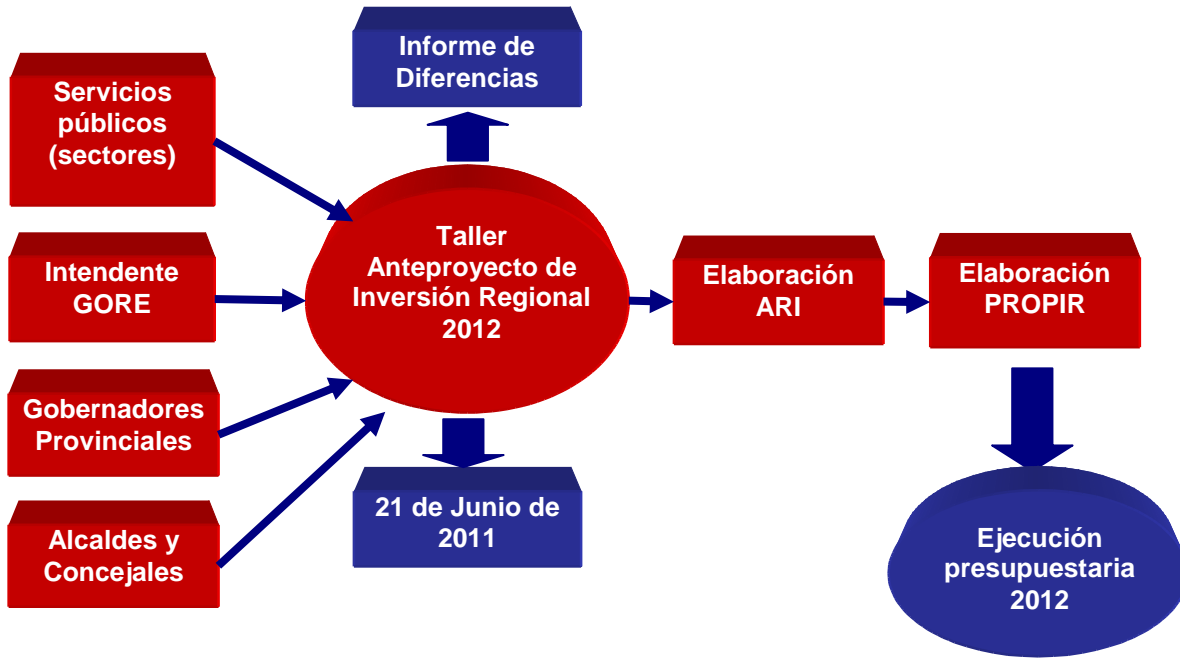 Servicios
públicos
(sectores)
Intendente
GORE
Gobernadores
Provinciales
Alcaldes y
Concejales
Informe de
Diferencias
Taller
Anteproyecto de
Inversión Regional
2012
21 de Junio de
2011
Elaboración
ARI
Elaboración
PROPIR
Ejecución
presupuestaria
2012